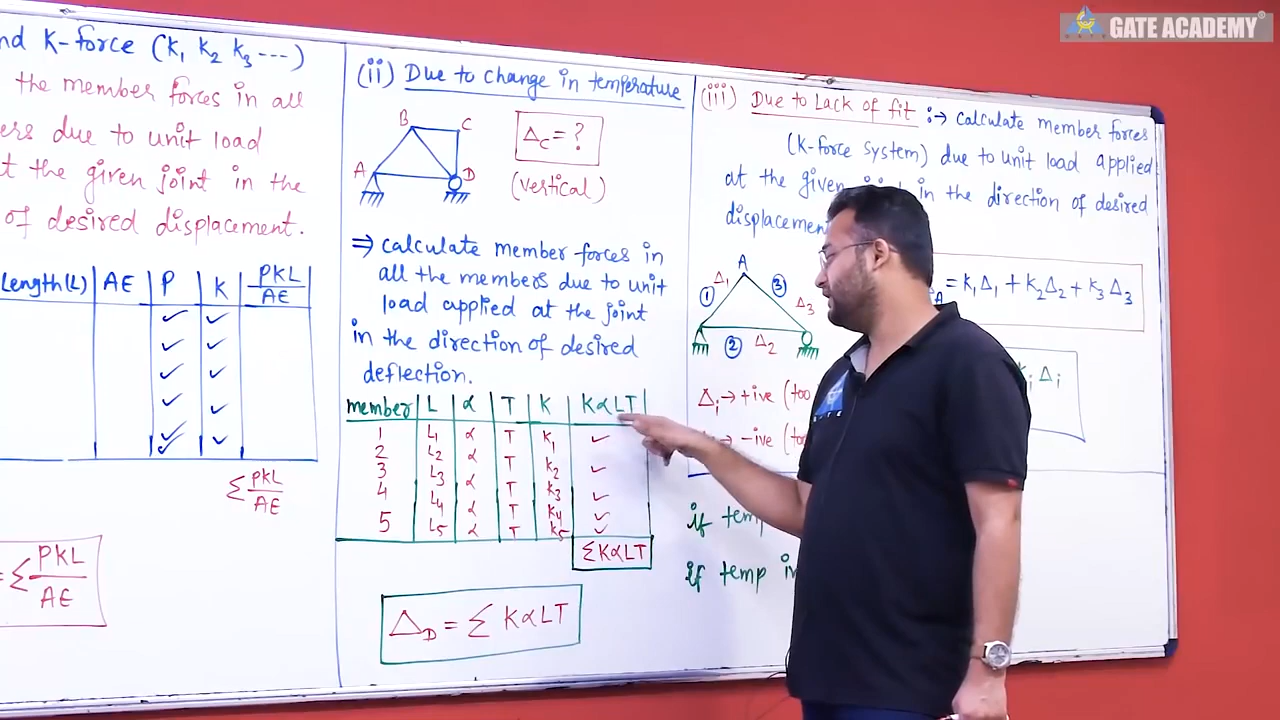 GATE ACADEMY
nd K-force (K1 K2 K3 ---)
the member forces in all
ers due to unit load
t the given joint in the
of desired displacement.
Length(L) AE P K PKL/AE
Σ PKL/AE
= Σ PKL/AE
(ii) Due to change in temperature
B C
A D
Δc = ?
(vertical)
⇒ calculate member forces in
all the members due to unit
load applied at the joint
in the direction of desired
deflection.
member L α T K KαLT
1 L1 α T K1
2 L2 α T K2
3 L3 α T K3
4 L4 α T K4
5 L5 α T K5
ΣKαLT
ΔD = Σ KαLT
(iii) Due to Lack of fit :→ calculate member forces
(K-force system) due to unit load applied
at the given in the direction of desired
displacement
A
Δ1 Δ3
1 3
2 Δ2
= K1Δ1 + K2Δ2 + K3Δ3
Δi
Δi → +ive (too
→ -ive (too
if temp
if temp in